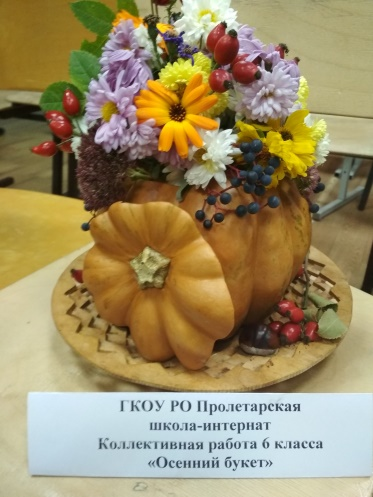 ГКОУ РО Пролетарская
школа-интернат
Коллективная работа 6 класса
«Осенний букет»